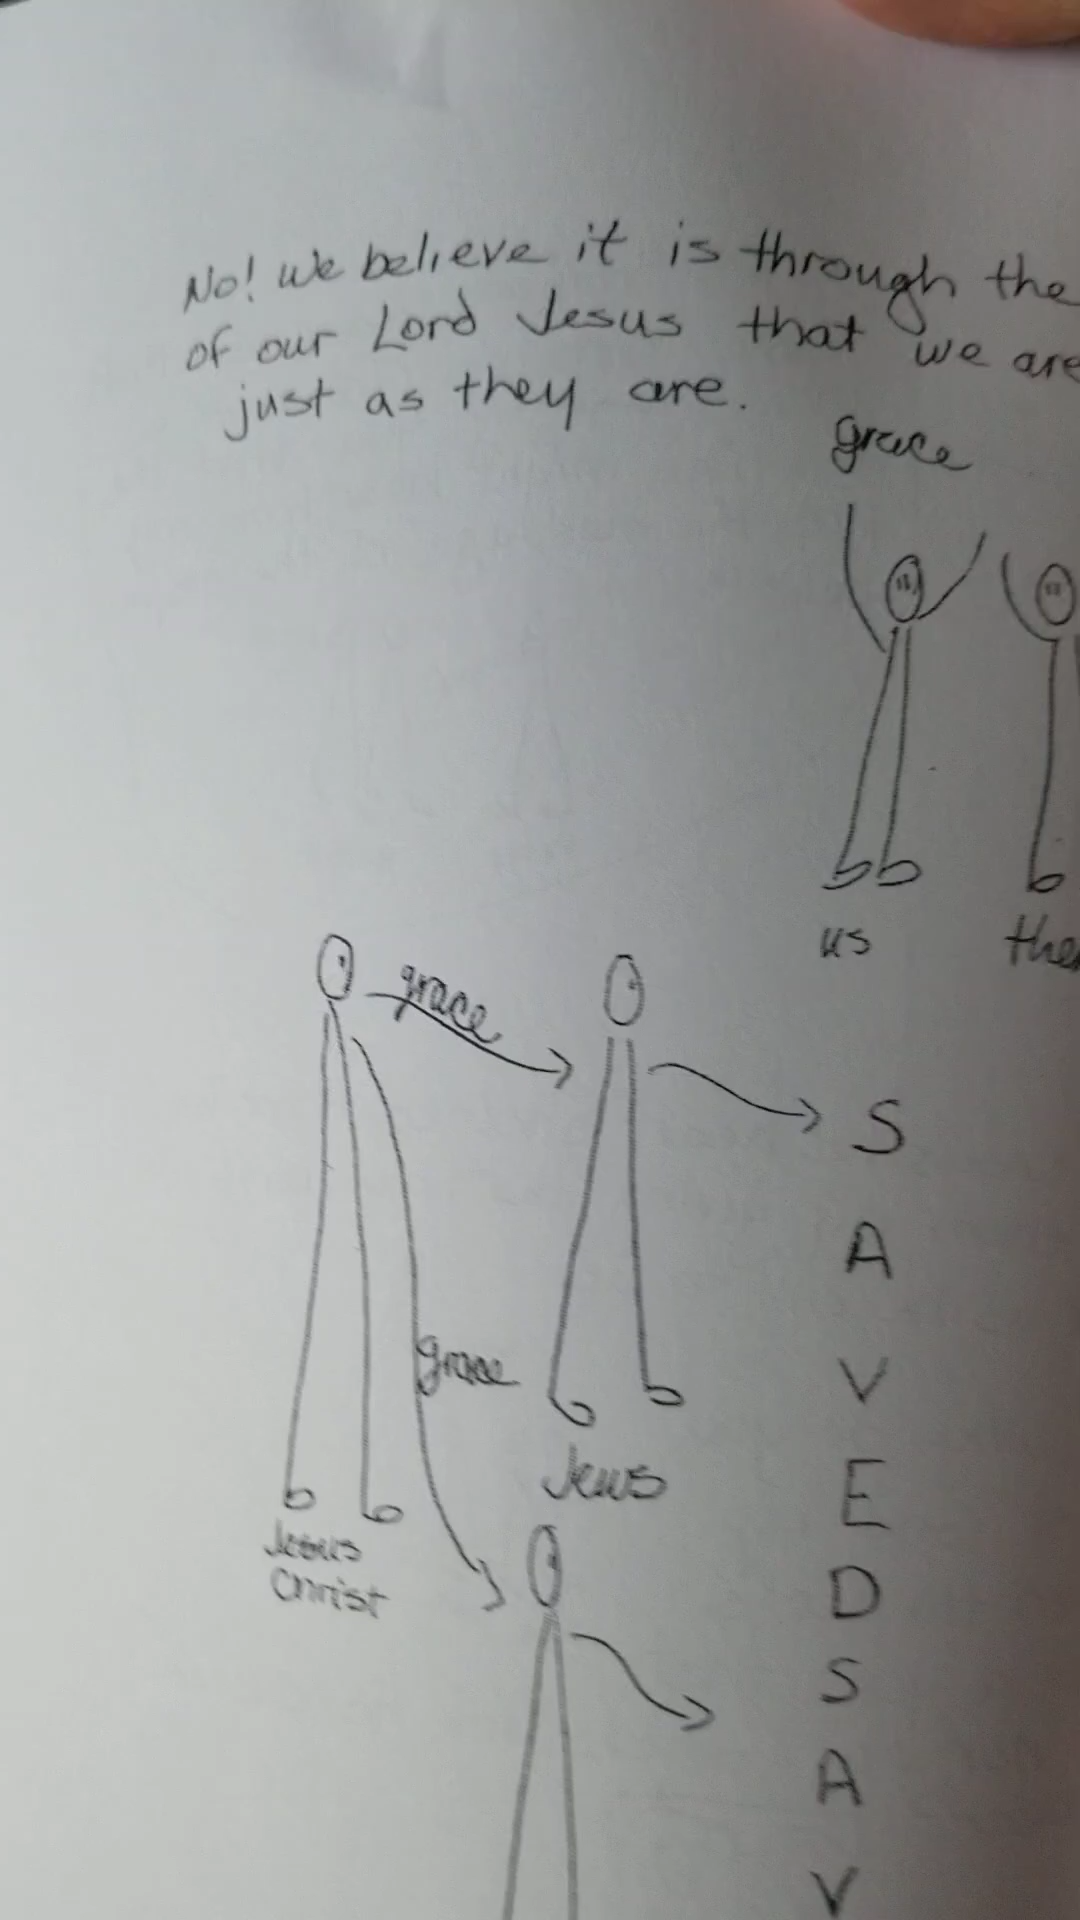 No! we believe it is through the
of our Lord Jesus that we are
just as they are.
grace
us
grace
S
A
V
E
D
grace
Jews
Jesus
Christ
S
A
V